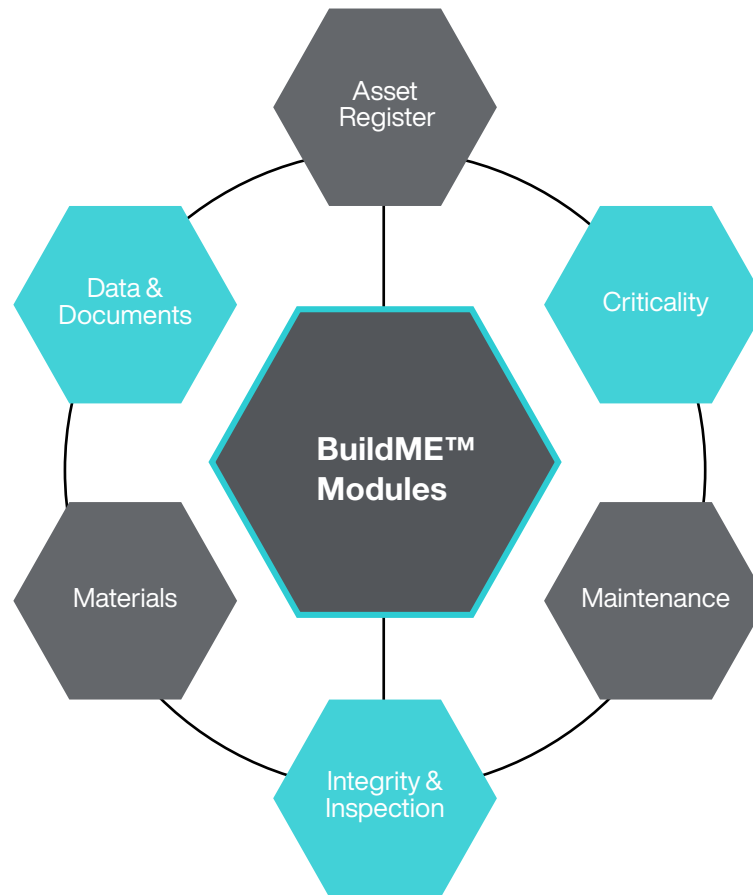 Asset
Register
Data &
Documents
Criticality
BuildME™
Modules
Materials
Maintenance
Integrity &
Inspection